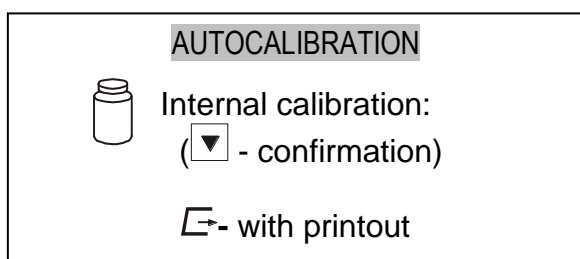 AUTOCALIBRATION
Internal calibration:
(▼ - confirmation)
- with printout